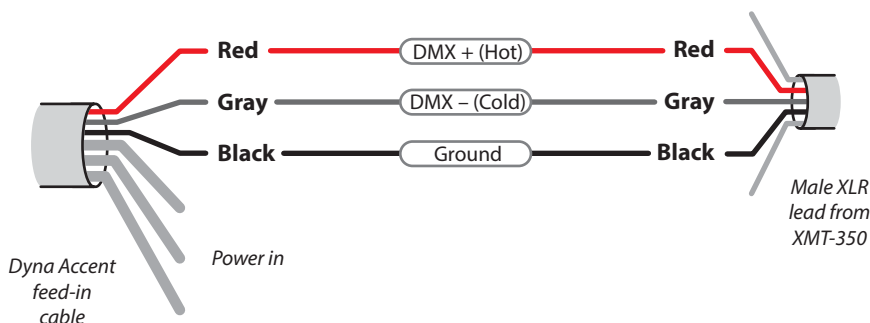 Red DMX + (Hot) Red
Gray DMX – (Cold) Gray
Black Ground Black
Male XLR
lead from
XMT-350
Power in
Dyna Accent
feed-in
cable